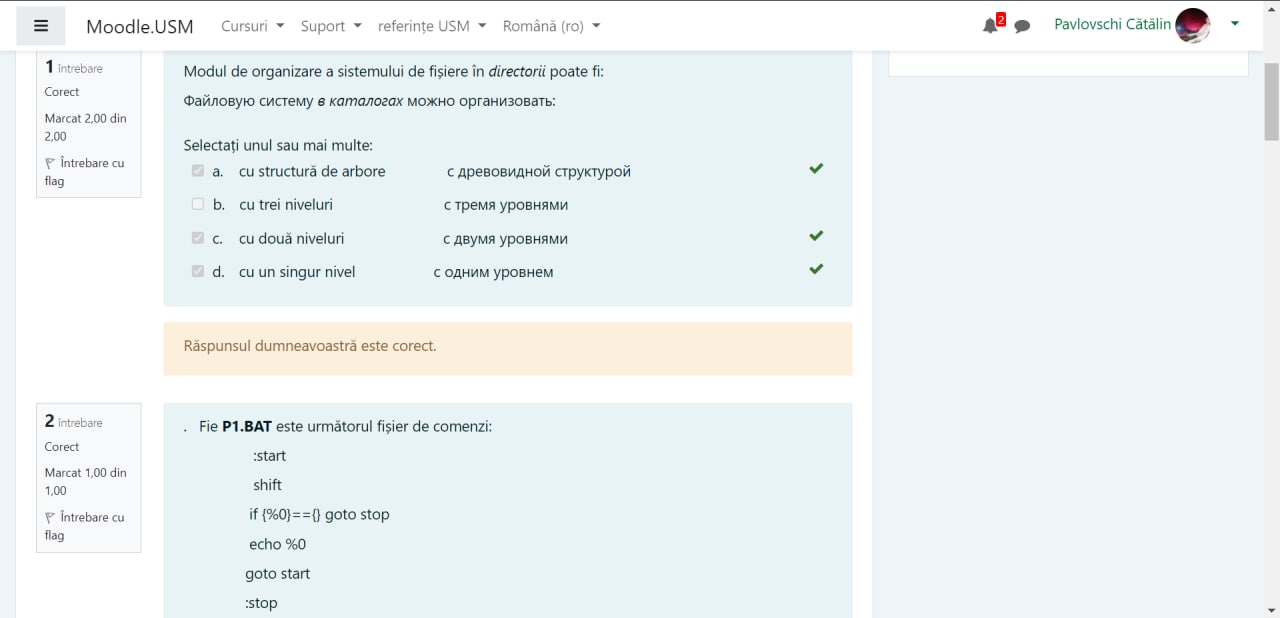 Moodle.USM Cursuri Suport referințe USM Română (ro) 2 Pavlovschi Cătălin
1 întrebare
Corect
Marcat 2,00 din
2,00
Întrebare cu
flag
Modul de organizare a sistemului de fișiere în directorii poate fi:
Файловую систему в каталогах можно организовать:
Selectați unul sau mai multe:
a. cu structură de arbore с древовидной структурой
b. cu trei niveluri с тремя уровнями
c. cu două niveluri с двумя уровнями
d. cu un singur nivel с одним уровнем
Răspunsul dumneavoastră este corect.
2 întrebare
Corect
Marcat 1,00 din
1,00
Întrebare cu
flag
. Fie P1.BAT este următorul fișier de comenzi:
:start
shift
if {%0}=={} goto stop
echo %0
goto start
:stop